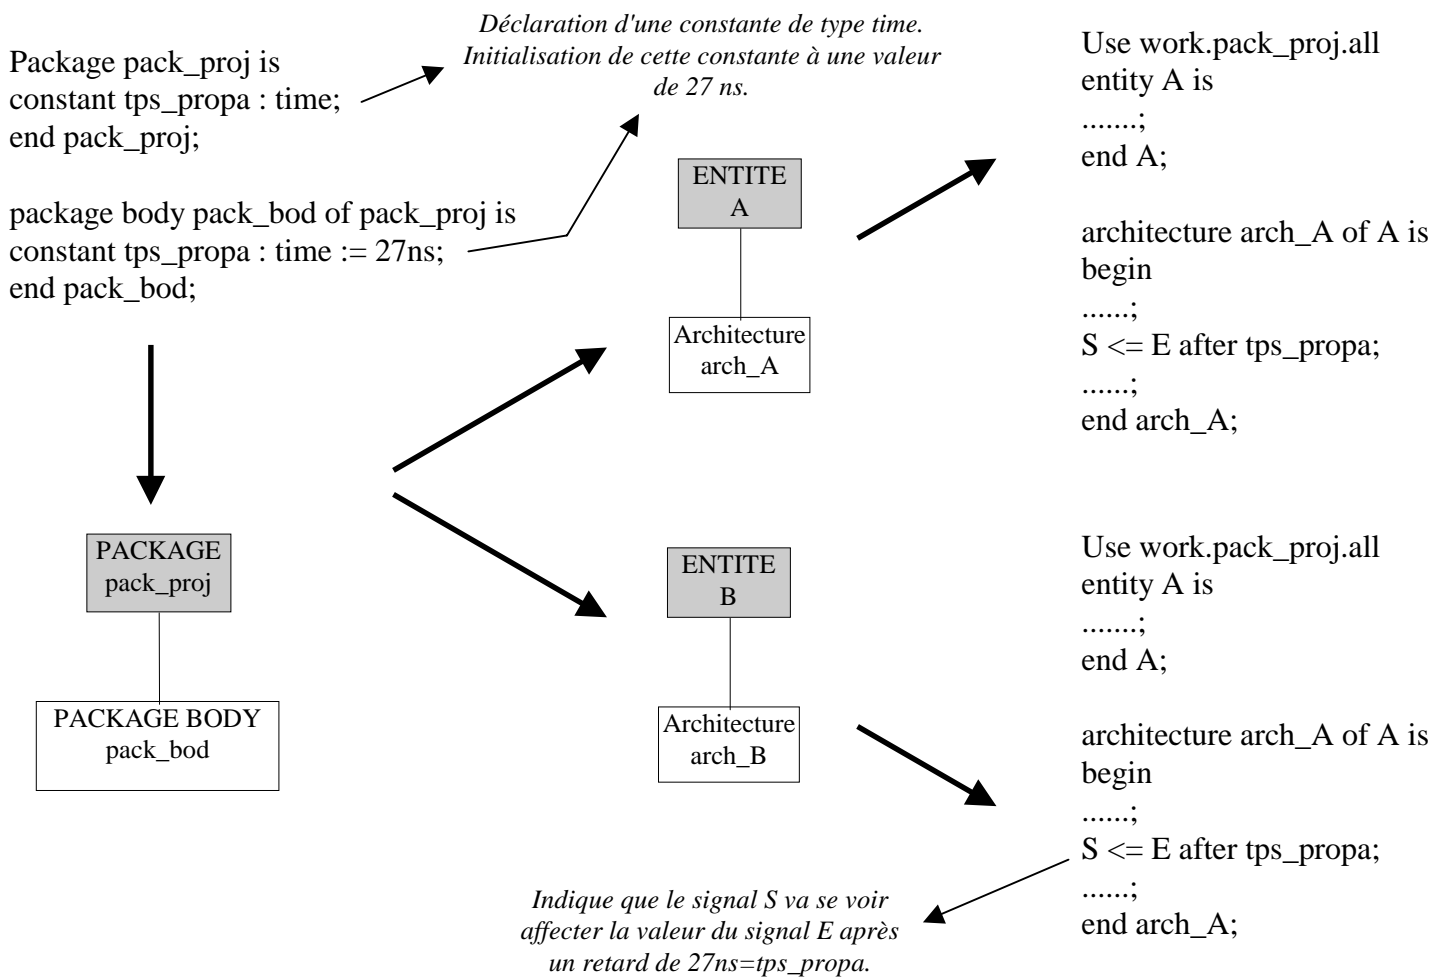 Package pack_proj is
constant tps_propa : time;
end pack_proj;
package body pack_bod of pack_proj is
constant tps_propa : time := 27ns;
end pack_bod;
Déclaration d'une constante de type time.
Initialisation de cette constante à une valeur
de 27 ns.
PACKAGE
pack_proj
PACKAGE BODY
pack_bod
ENTITE
A
Architecture
arch_A
Use work.pack_proj.all
entity A is
.......;
end A;
architecture arch_A of A is
begin
......;
S <= E after tps_propa;
......;
end arch_A;
ENTITE
B
Architecture
arch_B
Use work.pack_proj.all
entity A is
.......;
end A;
architecture arch_A of A is
begin
......;
S <= E after tps_propa;
......;
end arch_A;
Indique que le signal S va se voir
affecter la valeur du signal E après
un retard de 27ns=tps_propa.